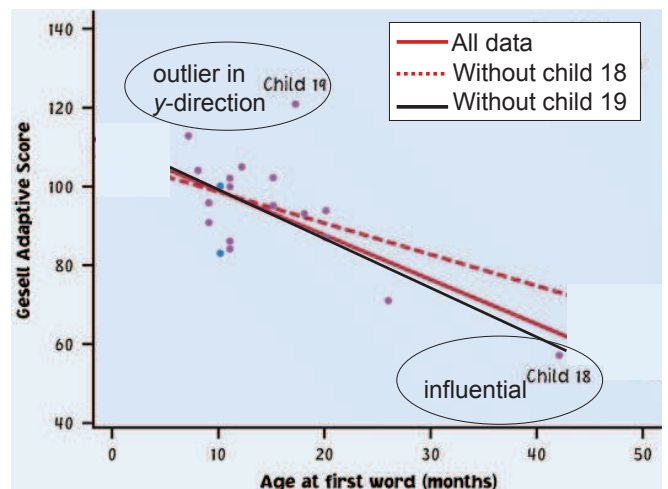 140
120
100
80
60
40
Gesell Adaptive Score
outlier in
y-direction
Child 19
All data
Without child 18
Without child 19
influential
Child 18
0
10
20
30
40
50
Age at first word (months)